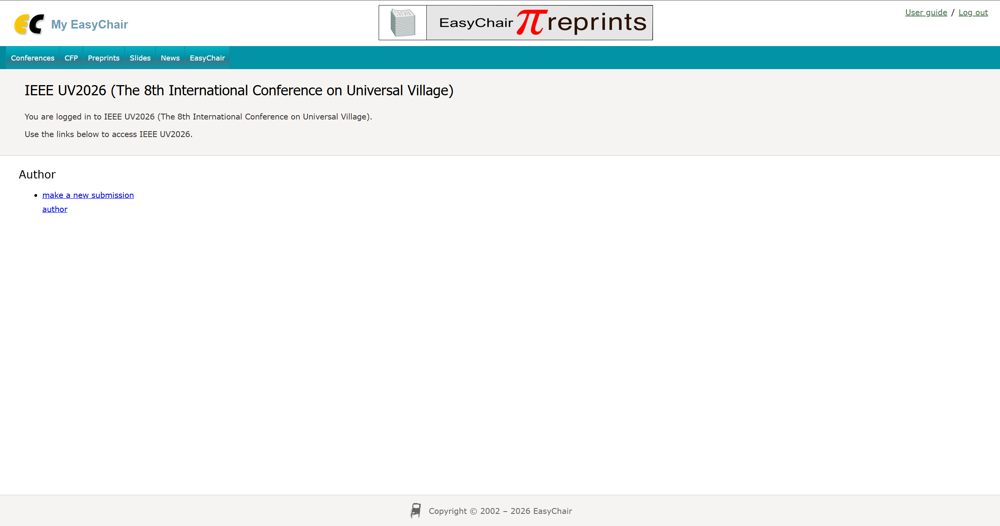 EC My EasyChair
EasyChair πreprints
User guide / Log out
Conferences CFP Preprints Slides News EasyChair
IEEE UV2026 (The 8th International Conference on Universal Village)
You are logged in to IEEE UV2026 (The 8th International Conference on Universal Village).
Use the links below to access IEEE UV2026.
Author
make a new submission
author
Copyright © 2002 – 2026 EasyChair